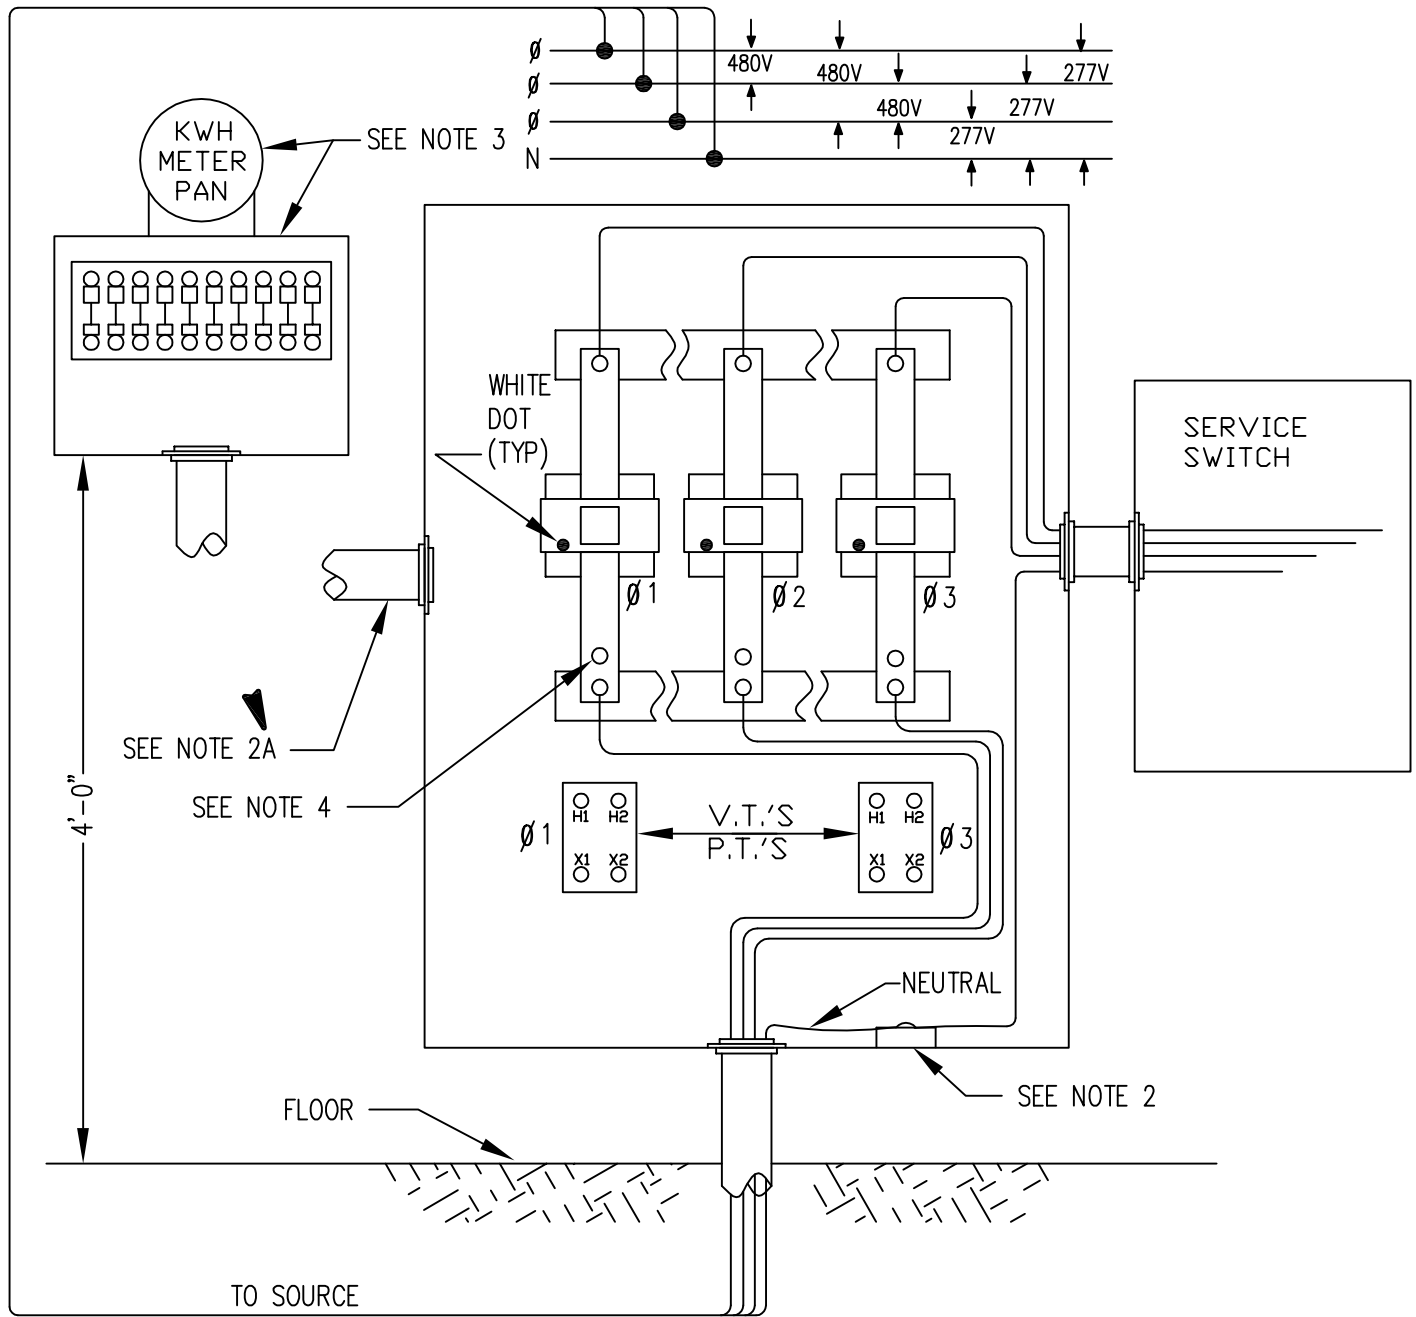 Ø
480V
480V
277V
Ø
480V
277V
Ø
277V
N
KWH
METER
PAN
SEE NOTE 3
WHITE
DOT
(TYP)
SERVICE
SWITCH
Ø1
Ø2
Ø3
SEE NOTE 2A
SEE NOTE 4
4'-0"
Ø1
H1 H2
X1 X2
V.T.'S
P.T.'S
H1 H2
X1 X2
Ø3
NEUTRAL
SEE NOTE 2
FLOOR
TO SOURCE